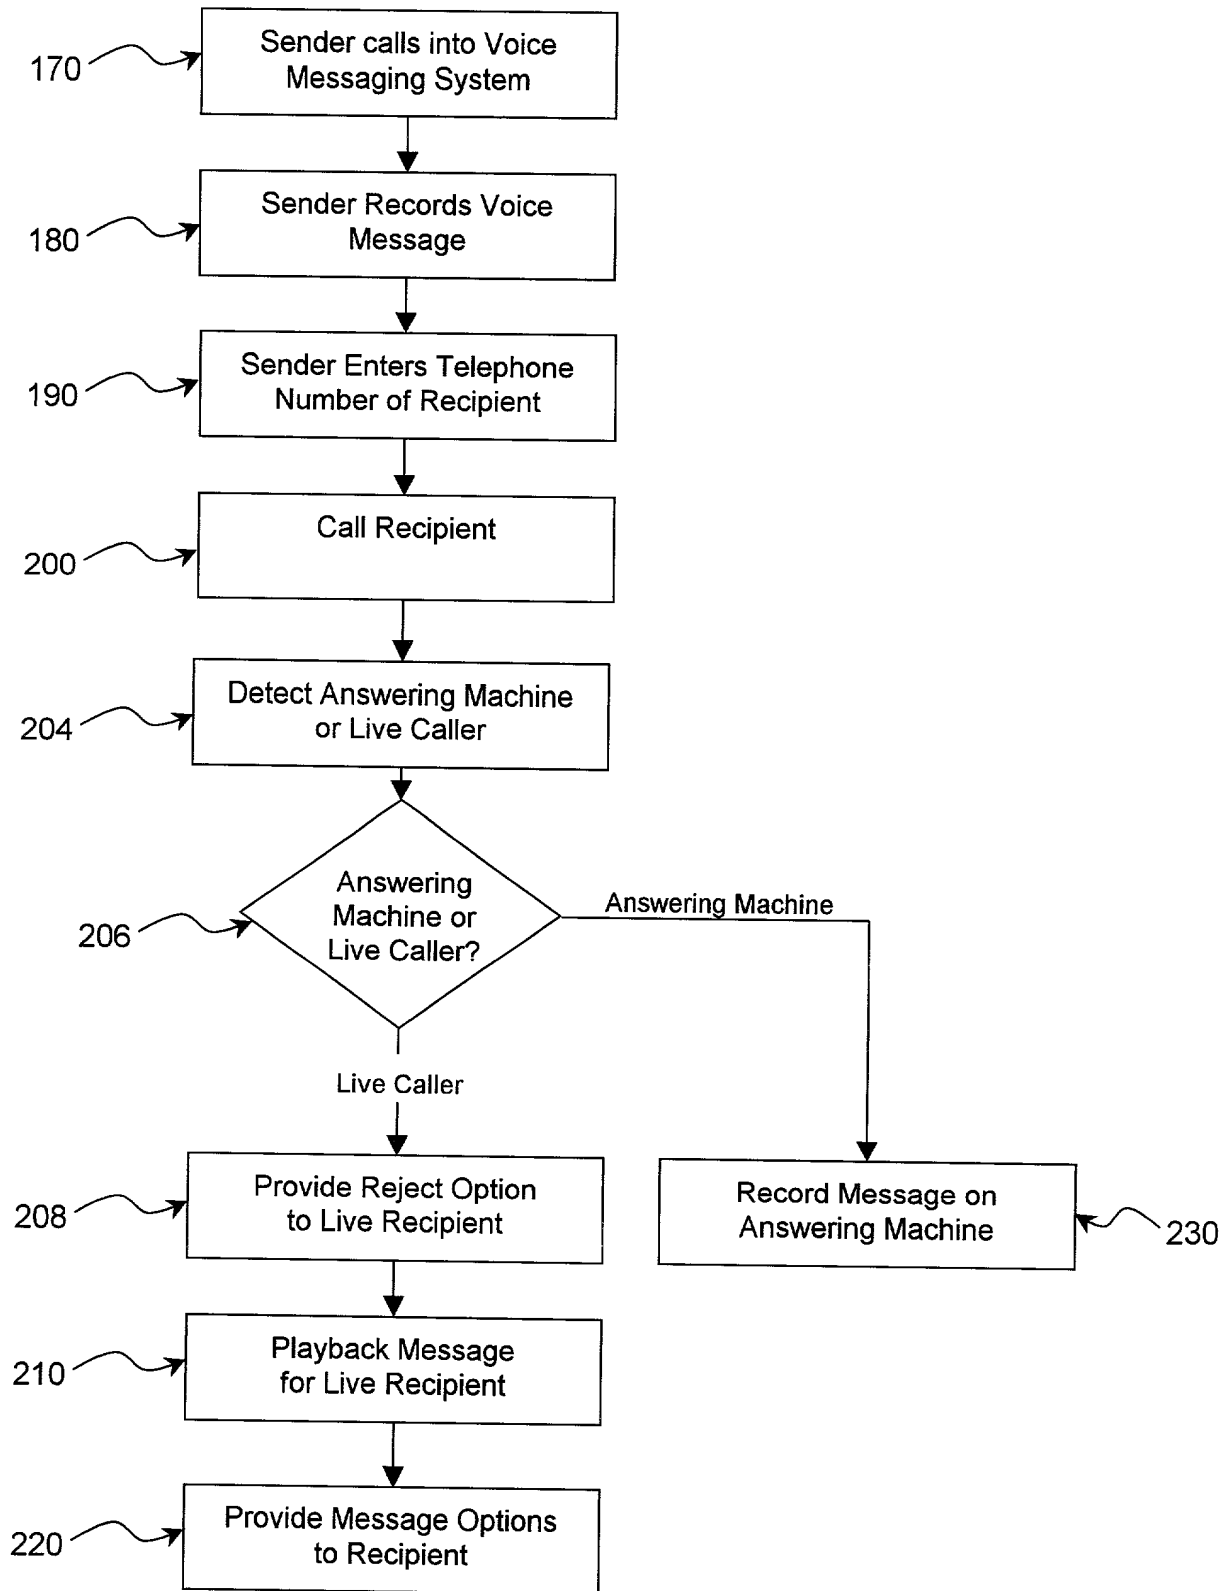 170
Sender calls into Voice
Messaging System
180
Sender Records Voice
Message
190
Sender Enters Telephone
Number of Recipient
200
Call Recipient
204
Detect Answering Machine
or Live Caller
206
Answering
Machine or
Live Caller?
Answering Machine
Live Caller
208
Provide Reject Option
to Live Recipient
Record Message on
Answering Machine
230
210
Playback Message
for Live Recipient
220
Provide Message Options
to Recipient